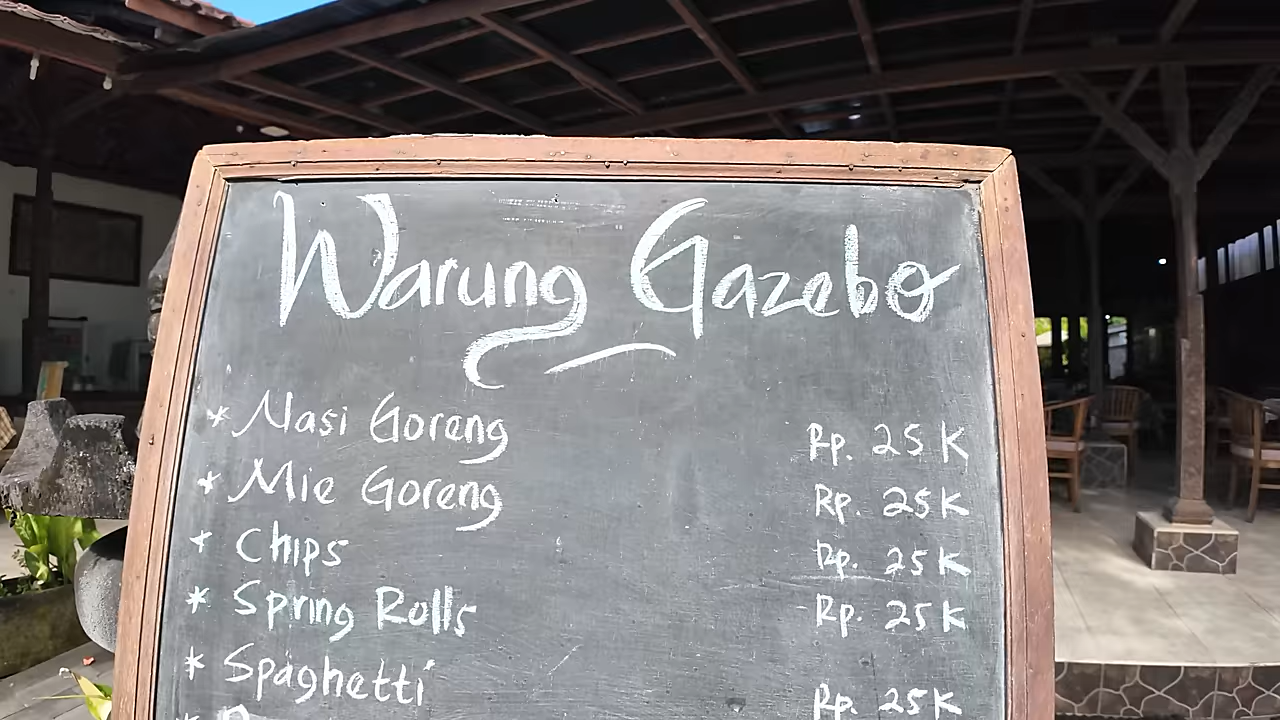 Warung Gazebo
* Nasi Goreng Rp. 25 K
* Mie Goreng Rp. 25 K
* Chips Rp. 25 K
* Spring Rolls Rp. 25 K
* Spaghetti Rp. 25 K